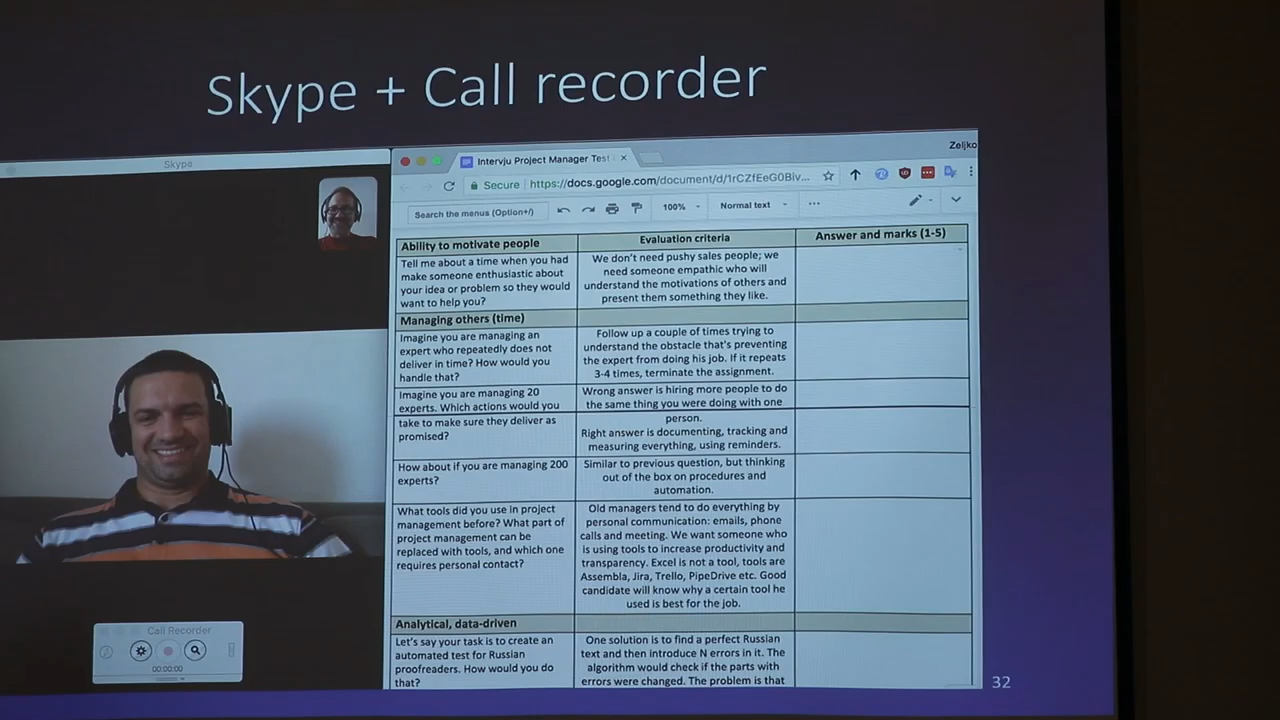 Skype + Call recorder
Skype
Zeljko
Intervju Project Manager Test
Secure https://docs.google.com/document/d/1rCZfEeG0Biv...
Search the menus (Option+/)
100%
Normal text
Ability to motivate people
Evaluation criteria
Answer and marks (1-5)
Tell me about a time when you had
make someone enthusiastic about
your idea or problem so they would
want to help you?
We don't need pushy sales people; we
need someone empathic who will
understand the motivations of others and
present them something they like.
Managing others (time)
Imagine you are managing an
expert who repeatedly does not
deliver in time? How would you
handle that?
Follow up a couple of times trying to
understand the obstacle that's preventing
the expert from doing his job. If it repeats
3-4 times, terminate the assignment.
Imagine you are managing 20
experts. Which actions would you
take to make sure they deliver as
promised?
Wrong answer is hiring more people to do
the same thing you were doing with one
person.
Right answer is documenting, tracking and
measuring everything, using reminders.
How about if you are managing 200
experts?
Similar to previous question, but thinking
out of the box on procedures and
automation.
What tools did you use in project
management before? What part of
project management can be
replaced with tools, and which one
requires personal contact?
Old managers tend to do everything by
personal communication: emails, phone
calls and meeting. We want someone who
is using tools to increase productivity and
transparency. Excel is not a tool, tools are
Assembla, Jira, Trello, PipeDrive etc. Good
candidate will know why a certain tool he
used is best for the job.
Analytical, data-driven
Let's say your task is to create an
automated test for Russian
proofreaders. How would you do
that?
One solution is to find a perfect Russian
text and then introduce N errors in it. The
algorithm would check if the parts with
errors were changed. The problem is that
Call Recorder
00:00:00
32